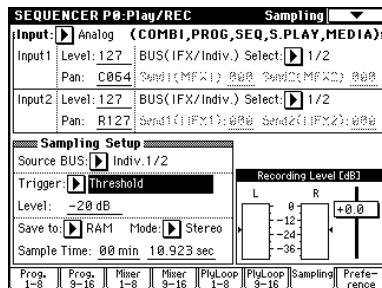 SEQUENCER P0:Play/REC Sampling
Input: Analog (COMBI,PROG,SEQ,S.PLAY,MEDIA)
Input1 Level: 127 BUS(IFX/Indiv.) Select: 1/2
Pan: C064 Send1(MFX1): 000 Send2(MFX2): 000
Input2 Level: 127 BUS(IFX/Indiv.) Select: 1/2
Pan: R127 Send1(MFX1): 000 Send2(MFX2): 000
Sampling Setup
Source BUS: Indiv.1/2
Trigger: Threshold
Recording Level [dB]
Level: -20 dB
L R
0
+0.0
-12
-24
-36
Save to: RAM Mode: Stereo
Sample Time: 00 min 10.923 sec
Prog. 1-8 Prog. 9-16 Mixer 1-8 Mixer 9-16 PlyLoop 1-8 PlyLoop 9-16 Sampling Prefe-rence